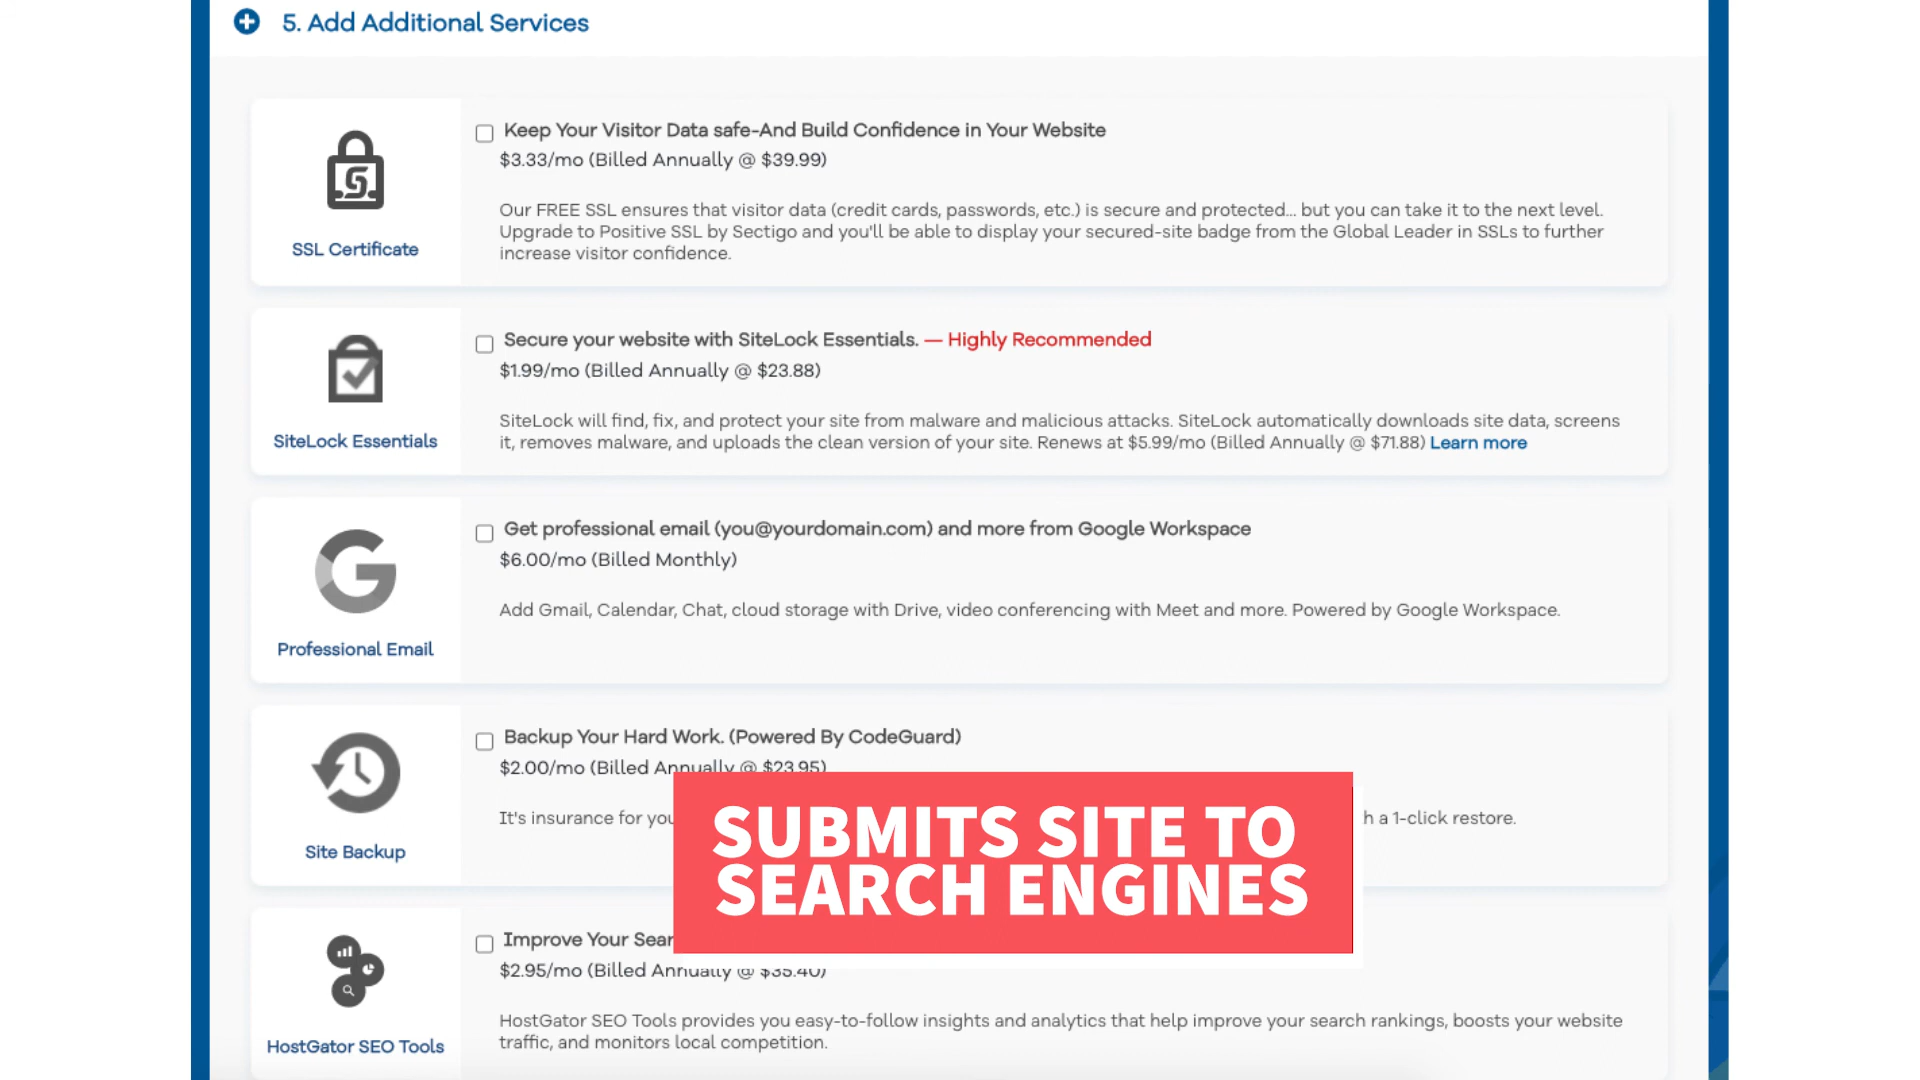 5. Add Additional Services
Keep Your Visitor Data safe-And Build Confidence in Your Website
$3.33/mo (Billed Annually @ $39.99)
Our FREE SSL ensures that visitor data (credit cards, passwords, etc.) is secure and protected... but you can take it to the next level.
Upgrade to Positive SSL by Sectigo and you'll be able to display your secured-site badge from the Global Leader in SSLs to further
increase visitor confidence.
SSL Certificate
Secure your website with SiteLock Essentials. — Highly Recommended
$1.99/mo (Billed Annually @ $23.88)
SiteLock will find, fix, and protect your site from malware and malicious attacks. SiteLock automatically downloads site data, screens
it, removes malware, and uploads the clean version of your site. Renews at $5.99/mo (Billed Annually @ $71.88) Learn more
SiteLock Essentials
Get professional email (you@yourdomain.com) and more from Google Workspace
$6.00/mo (Billed Monthly)
Add Gmail, Calendar, Chat, cloud storage with Drive, video conferencing with Meet and more. Powered by Google Workspace.
Professional Email
Backup Your Hard Work. (Powered By CodeGuard)
$2.00/mo (Billed Annually @ $23.95)
It's insurance for you
h a 1-click restore.
Site Backup
SUBMITS SITE TO
SEARCH ENGINES
Improve Your Sear
$2.95/mo (Billed Annually @ $35.40)
HostGator SEO Tools provides you easy-to-follow insights and analytics that help improve your search rankings, boosts your website
traffic, and monitors local competition.
HostGator SEO Tools